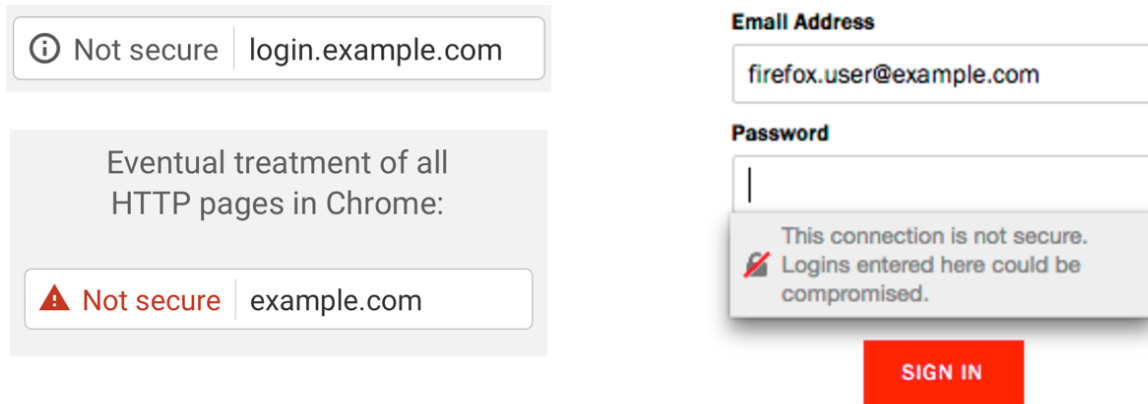 Not secure login.example.com
Eventual treatment of all
HTTP pages in Chrome:
Not secure example.com
Email Address
firefox.user@example.com
Password
This connection is not secure.
Logins entered here could be
compromised.
SIGN IN